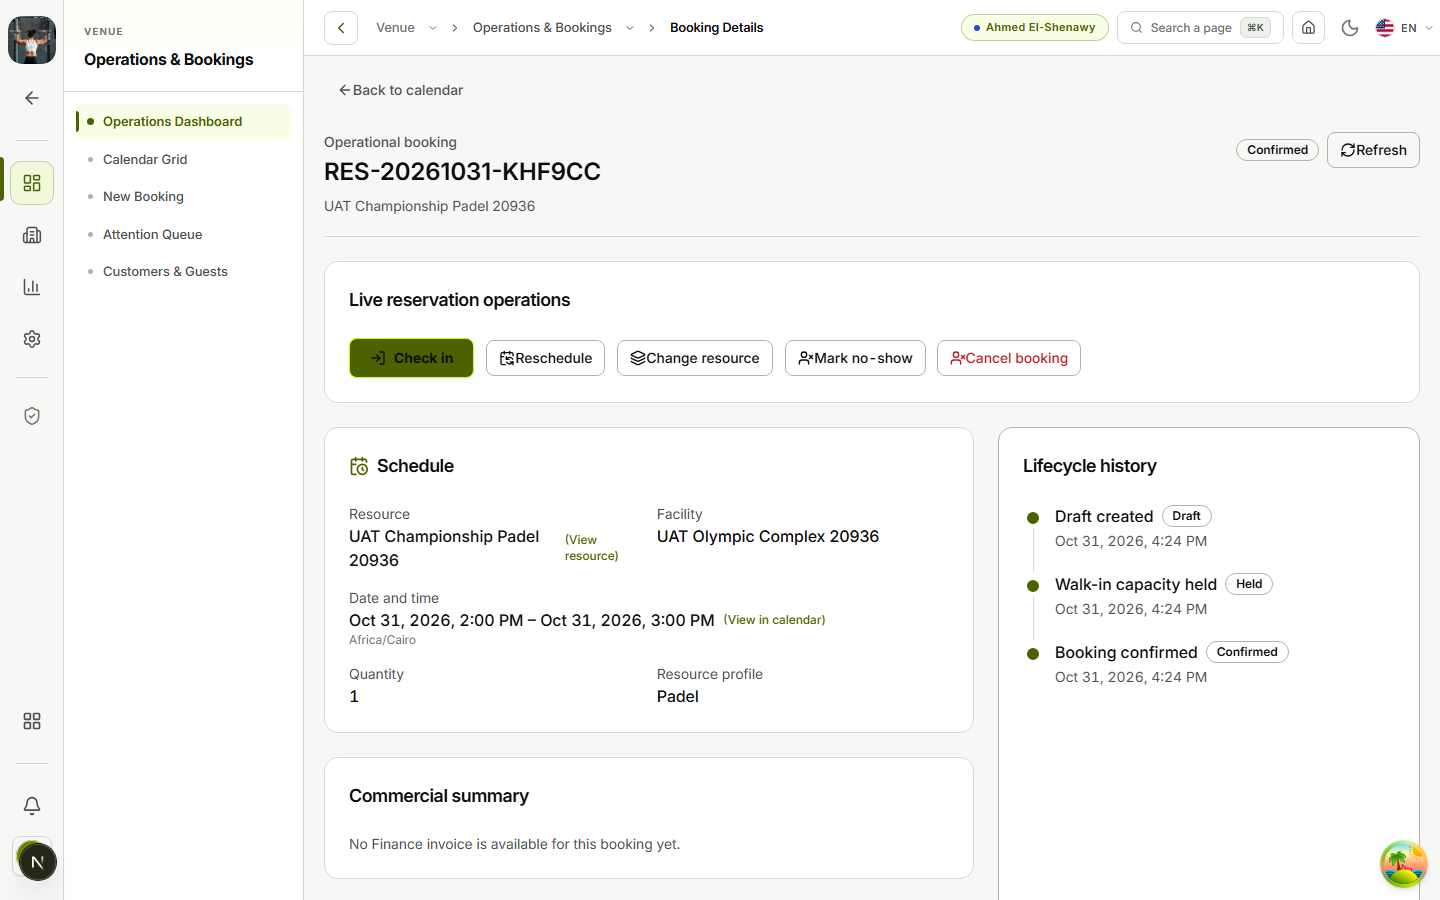 VENUE
Operations & Bookings
Operations Dashboard
Calendar Grid
New Booking
Attention Queue
Customers & Guests
N
Venue
Operations & Bookings
Booking Details
Ahmed El-Shenawy
Search a page
⌘K
EN
Back to calendar
Operational booking
RES-20261031-KHF9CC
UAT Championship Padel 20936
Confirmed
Refresh
Live reservation operations
Check in
Reschedule
Change resource
Mark no-show
Cancel booking
Schedule
Resource
UAT Championship Padel
20936
(View
resource)
Facility
UAT Olympic Complex 20936
Date and time
Oct 31, 2026, 2:00 PM – Oct 31, 2026, 3:00 PM (View in calendar)
Africa/Cairo
Quantity
1
Resource profile
Padel
Commercial summary
No Finance invoice is available for this booking yet.
Lifecycle history
Draft created Draft
Oct 31, 2026, 4:24 PM
Walk-in capacity held Held
Oct 31, 2026, 4:24 PM
Booking confirmed Confirmed
Oct 31, 2026, 4:24 PM